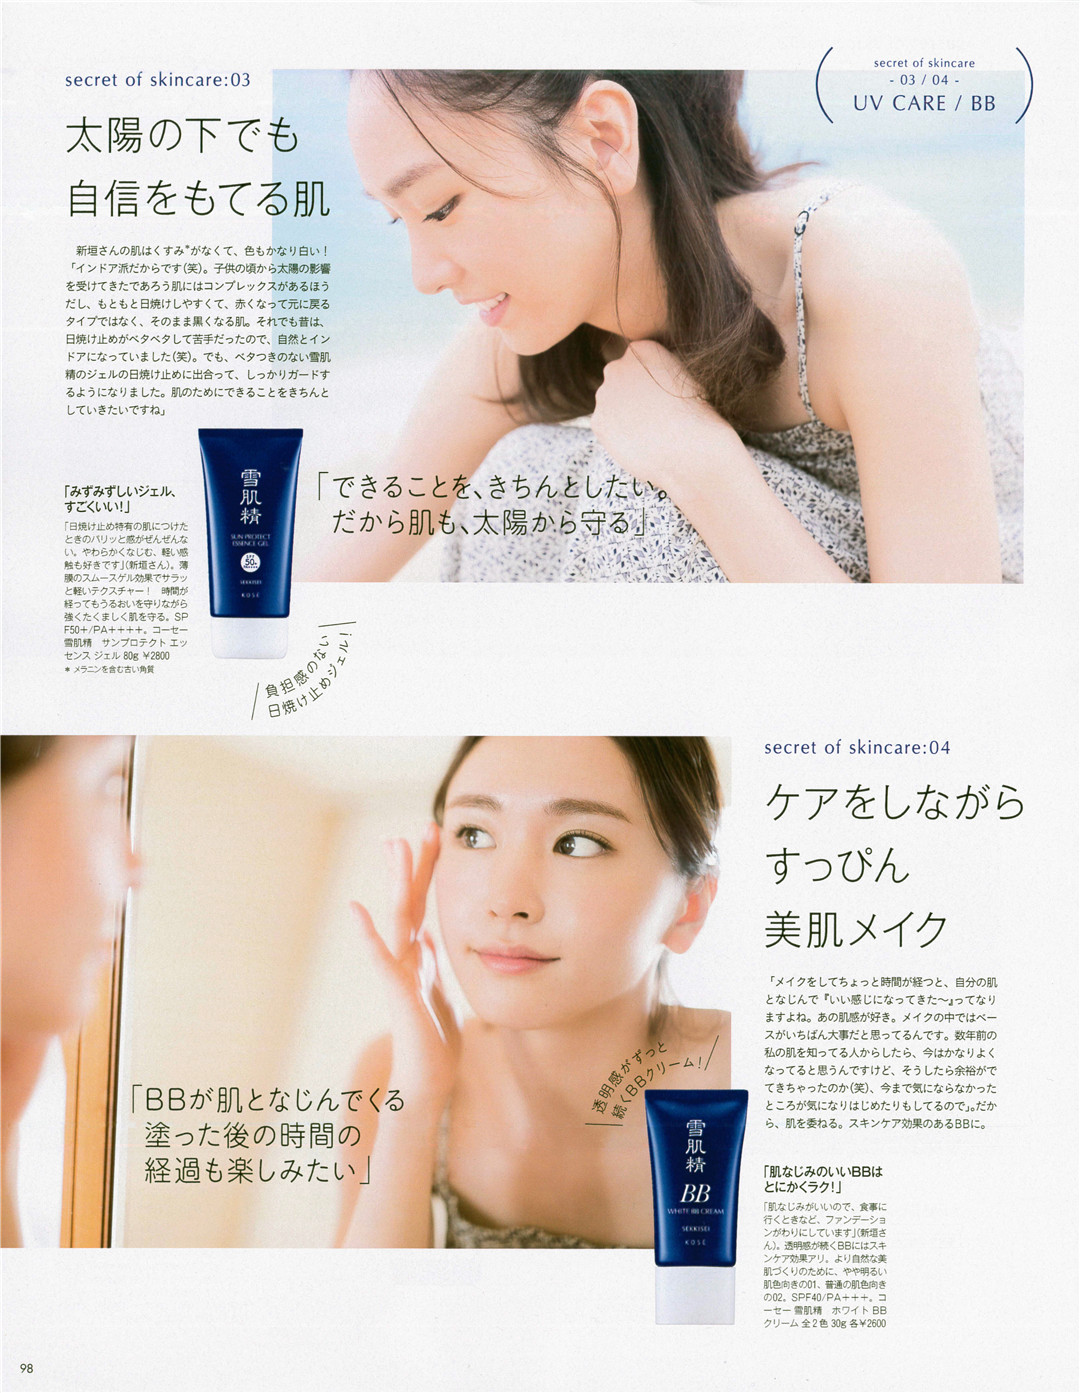 secret of skincare
- 03 / 04 -
UV CARE / BB
secret of skincare:03
太陽の下でも
自信をもてる肌
新垣さんの肌はくすみ*がなくて、色もかなり白い！
「インドア派だからです（笑）。子供の頃から太陽の影響
を受けてきたであろう肌にはコンプレックスがあるほう
だし、もともと日焼けしやすくて、赤くなって元に戻る
タイプではなく、そのまま黒くなる肌。それでも昔は、
日焼け止めがベタベタして苦手だったので、自然とイン
ドアになっていました（笑）。でも、ベタつきのない雪肌
精のジェルの日焼け止めに出合って、しっかりガードす
るようになりました。肌のためにできることをきちんと
していきたいですね」
「できることを、きちんとしたい。
だから肌も、太陽から守る」
「みずみずしいジェル、
すごくいい！」
「日焼け止め特有の肌につけた
ときのパリッと感がぜんぜんな
い。やわらかくなじむ、軽い感
触も好きです」（新垣さん）。薄
膜のスムースゲル効果でサラッ
と軽いテクスチャー！　時間が
経ってもうるおいを守りながら
強くたくましく肌を守る。SP
F50+/PA++++。コーセー
雪肌精　サンプロテクト エッ
センス ジェル 80g ¥2800
* メラニンを含む古い角質
雪肌精
SUN PROTECT
ESSENCE GEL
SPF
50+
SEKKISEI
KOSÉ
負担感のない
日焼け止めジェル！
secret of skincare:04
ケアをしながら
すっぴん
美肌メイク
「メイクをしてちょっと時間が経つと、自分の肌
となじんで『いい感じになってきた〜』ってなり
ますよね。あの肌感が好き。メイクの中ではベー
スがいちばん大事だと思ってるんです。数年前の
私の肌を知ってる人からしたら、今はかなりよく
なってると思うんですけど、そうしたら余裕がで
てきちゃったのか（笑）、今まで気にならなかった
ところが気になりはじめたりもしてるので」。だか
ら、肌を委ねる。スキンケア効果のあるBBに。
「BBが肌となじんでくる
塗った後の時間の
経過も楽しみたい」
透明感がずっと
続くBBクリーム！
雪肌精
BB
WHITE BB CREAM
SEKKISEI
KOSÉ
「肌なじみのいいBBは
とにかくラク！」
「肌なじみがいいので、食事に
行くときなど、ファンデーショ
ンがわりにしています」（新垣さ
ん）。透明感が続くBBにはスキ
ンケア効果アリ。より自然な美
肌づくりのために、やや明るい
肌色向きの01、普通の肌色向き
の02。SPF40/PA+++。コ
ーセー 雪肌精　ホワイト BB
クリーム 全2色 30g 各¥2600
98